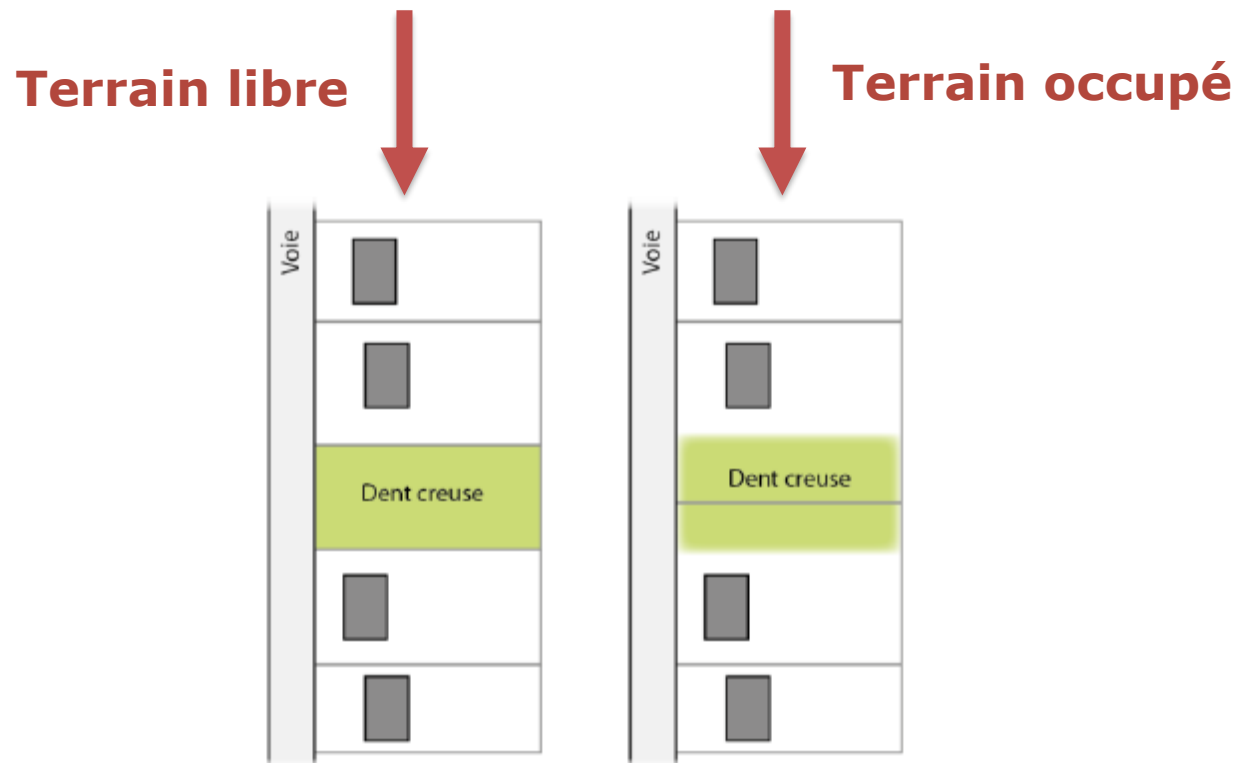 Terrain libre
Terrain occupé
Voie
Voie
Dent creuse
Dent creuse